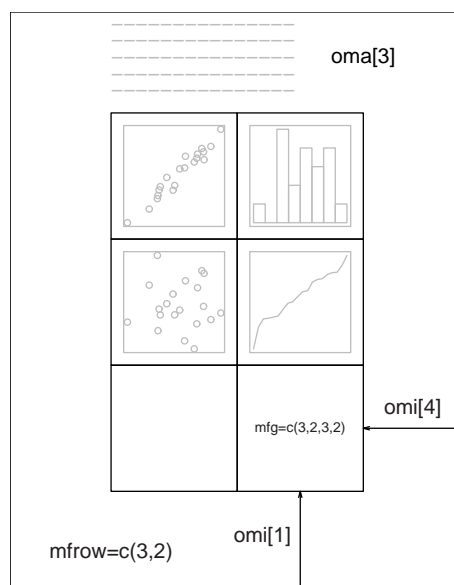 oma[3]
omi[4]
mfg=c(3,2,3,2)
omi[1]
mfrow=c(3,2)